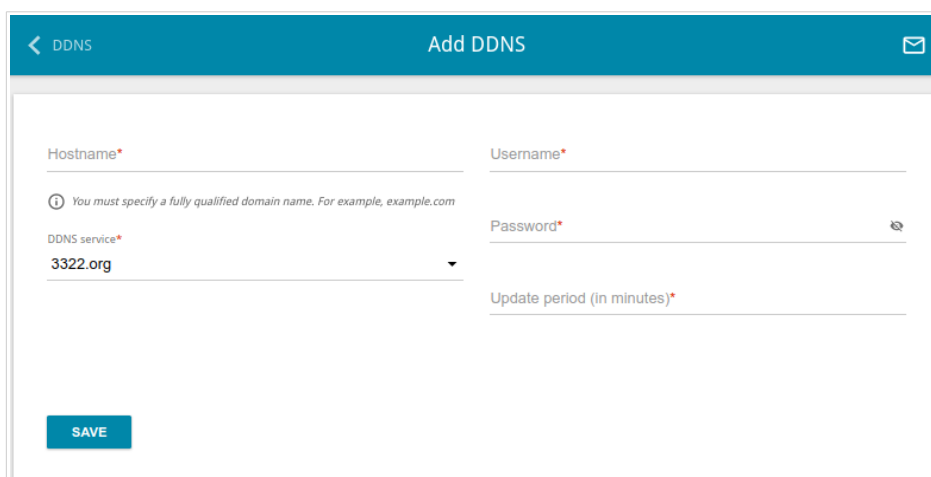 DDNS
Add DDNS
Hostname*
You must specify a fully qualified domain name. For example, example.com
DDNS service*
3322.org
Username*
Password*
Update period (in minutes)*
SAVE